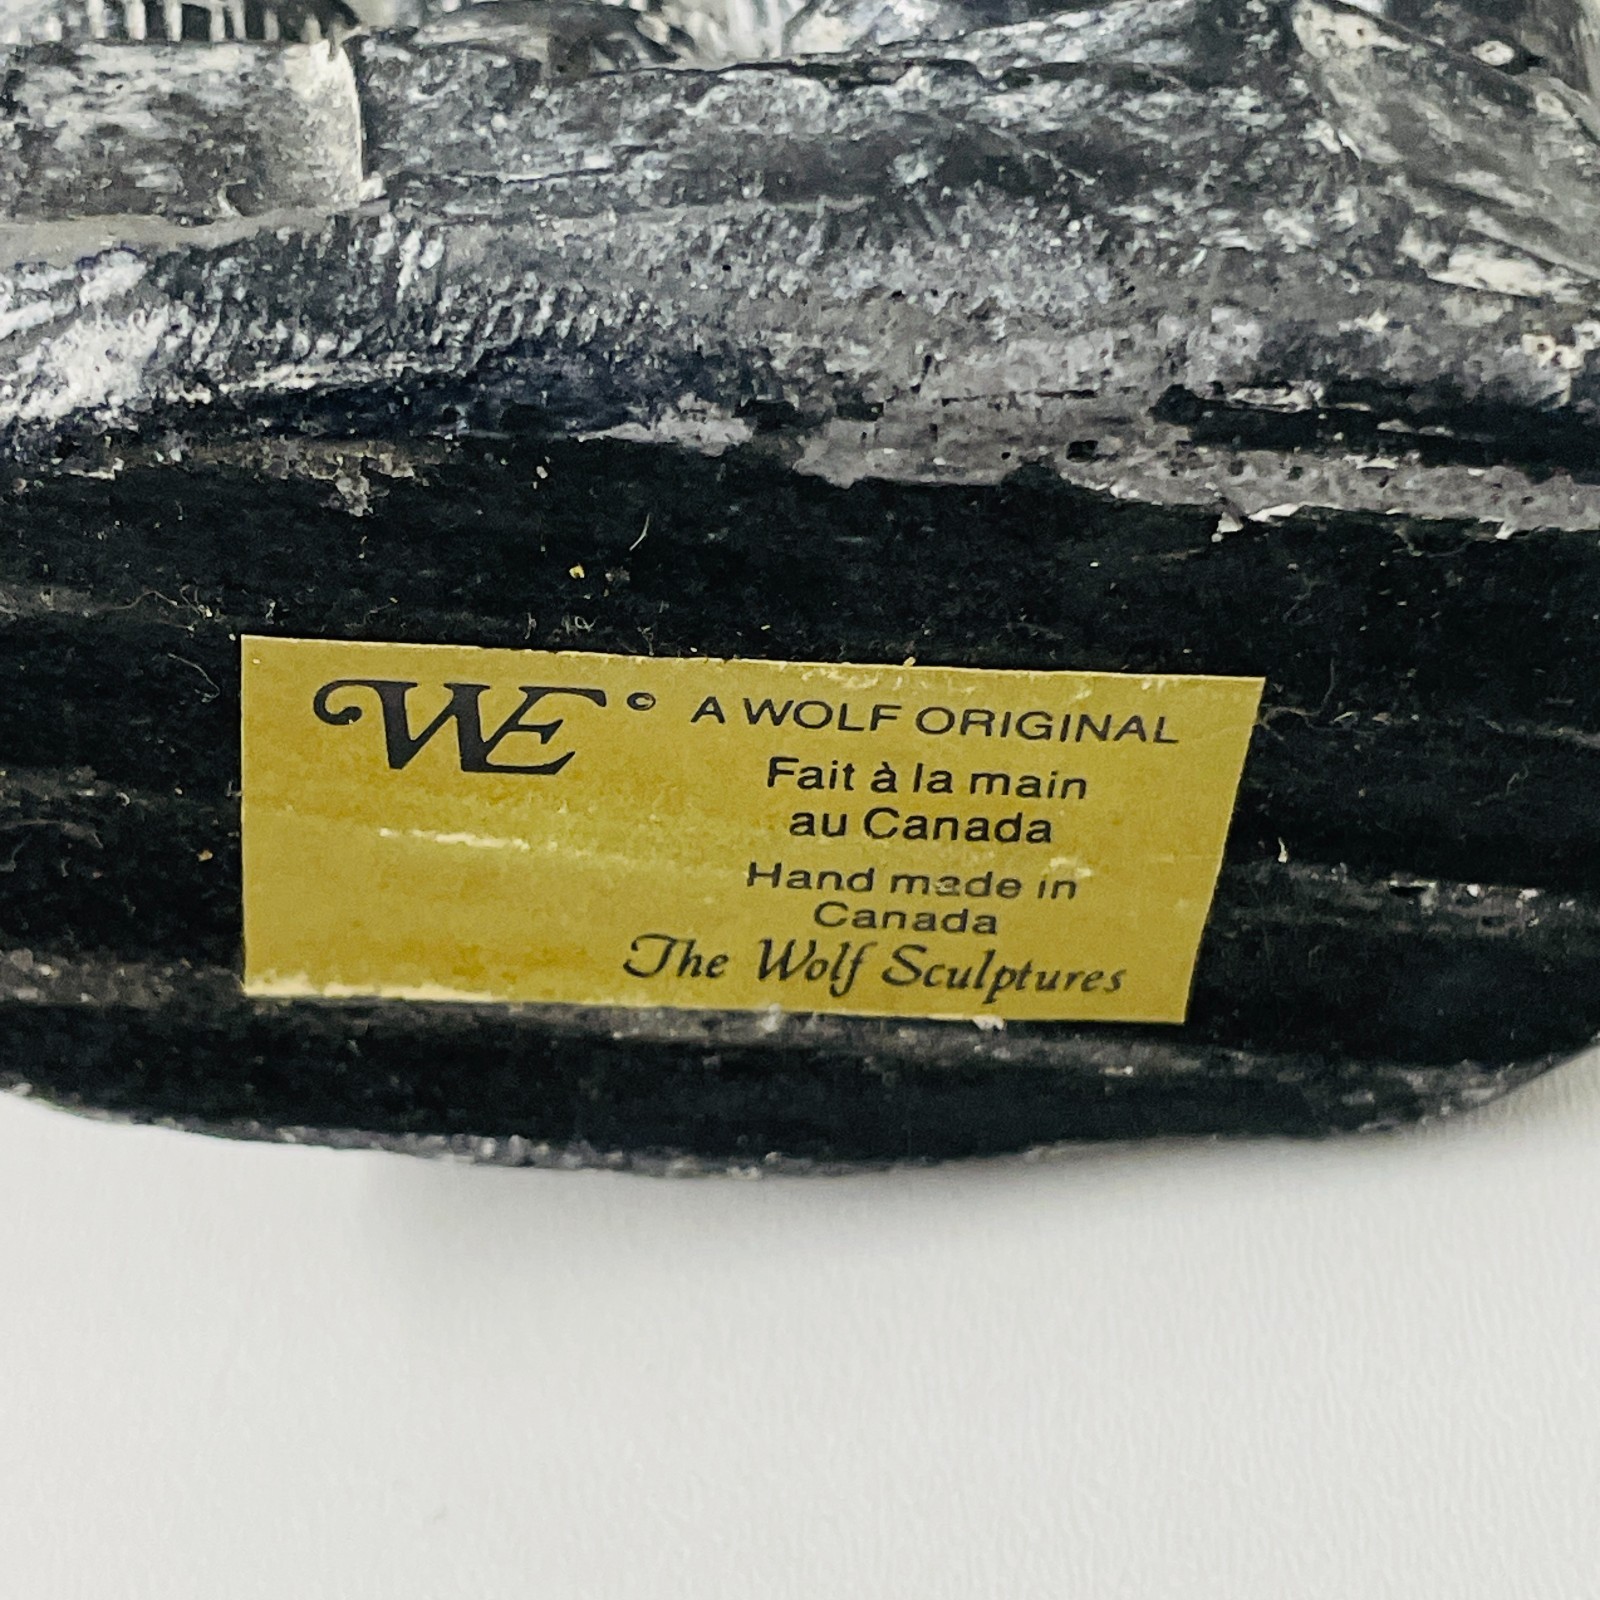 WE © A WOLF ORIGINAL
Fait à la main
au Canada
Hand made in
Canada
The Wolf Sculptures